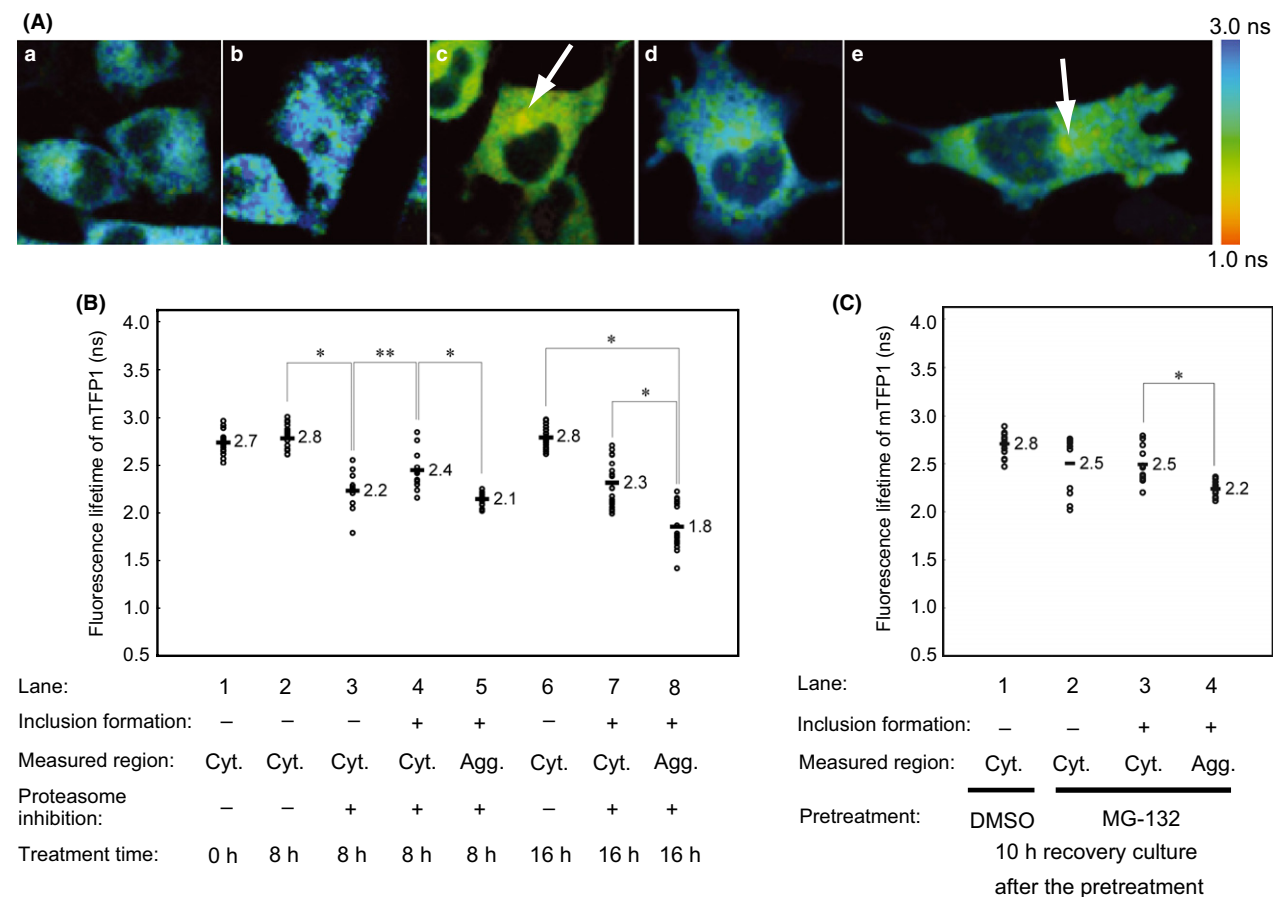 (A)
a b c d e
3.0 ns
1.0 ns
(B)
Fluorescence lifetime of mTFP1 (ns)
4.0
3.5
3.0
2.5
2.0
1.5
1.0
0.5
* ** * * *
2.7 2.8 2.2 2.4 2.1 2.8 2.3 1.8
Lane: 1 2 3 4 5 6 7 8
Inclusion formation: – – – + + – + +
Measured region: Cyt. Cyt. Cyt. Cyt. Agg. Cyt. Cyt. Agg.
Proteasome
inhibition: – – + + + – + +
Treatment time: 0 h 8 h 8 h 8 h 8 h 16 h 16 h 16 h
(C)
Fluorescence lifetime of mTFP1 (ns)
4.0
3.5
3.0
2.5
2.0
1.5
1.0
0.5
*
2.8 2.5 2.5 2.2
Lane: 1 2 3 4
Inclusion formation: – – + +
Measured region: Cyt. Cyt. Cyt. Agg.
Pretreatment: DMSO MG-132
10 h recovery culture
after the pretreatment